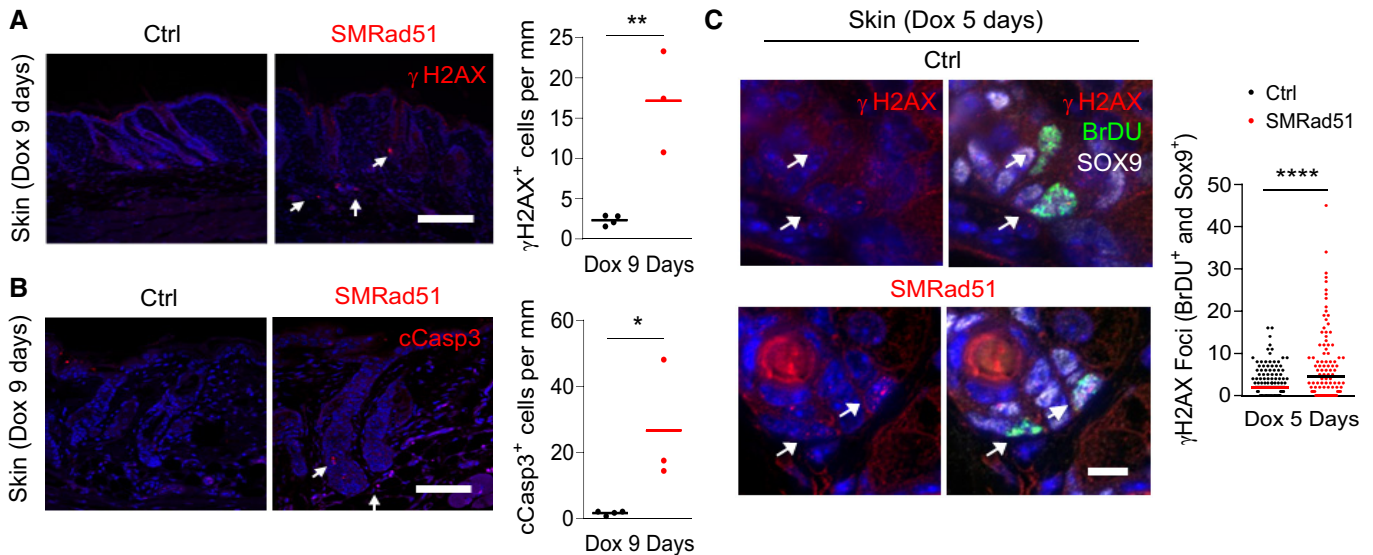 A
Ctrl
SMRad51
Skin (Dox 9 days)
γ H2AX
γH2AX⁺ cells per mm
25
20
15
10
5
0
**
Dox 9 Days
B
Ctrl
SMRad51
Skin (Dox 9 days)
cCasp3
cCasp3⁺ cells per mm
60
40
20
0
*
Dox 9 Days
C
Skin (Dox 5 days)
Ctrl
γ H2AX
γ H2AX
BrDU
SOX9
SMRad51
Ctrl
SMRad51
γH2AX Foci (BrDU⁺ and Sox9⁺)
50
40
30
20
10
0
****
Dox 5 Days